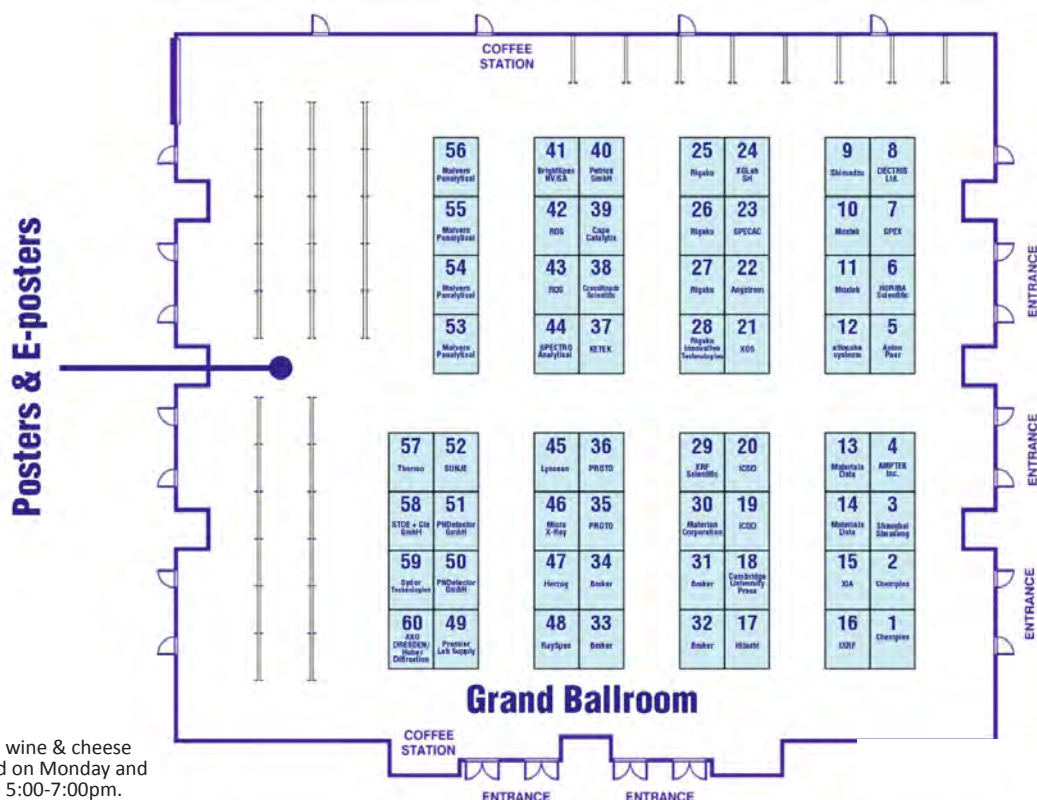 COFFEE
STATION
56
Malvern
Panalytical
41
BrightSpec
NV/SA
40
Petrick
GmbH
25
Rigaku
24
XGLab
Srl
9
Shimadzu
8
DECTRIS
Ltd.
55
Malvern
Panalytical
42
RDS
39
Cape
Catalytix
26
Rigaku
23
SPECAC
10
Moxtek
7
SPEX
54
Malvern
Panalytical
43
RDS
38
CrossRoads
Scientific
27
Rigaku
22
Angstrom
11
Moxtek
6
HORIBA
Scientific
53
Malvern
Panalytical
44
SPECTRO
Analytical
37
KETEK
28
Rigaku
Innovative
Technologies
21
XOS
12
attocube
systems
5
Anton
Paar
Posters & E-posters
ENTRANCE
57
Thermo
52
SUNJE
45
Lyncean
36
PROTO
29
XRF
Scientific
20
ICDD
13
Materials
Data
4
AMPTEK
Inc.
ENTRANCE
58
STOE + Cie
GmbH
51
PNDetector
GmbH
46
Micro
X-Ray
35
PROTO
30
Materion
Corporation
19
ICDD
14
Materials
Data
3
Shanghai
59
Sydor
Technologies
50
PNDetector
GmbH
47
Herzog
34
Bruker
31
Bruker
18
Cambridge
University
Press
15
XIA
2
Chemplex
ENTRANCE
60
AXO
DRESDEN/
Huber
Diffraction
49
Premier
Lab Supply
48
RaySpec
33
Bruker
32
Bruker
17
Hitachi
16
IXRF
1
Chemplex
Grand Ballroom
COFFEE
STATION
wine & cheese
d on Monday and
5:00-7:00pm.
ENTRANCE
ENTRANCE